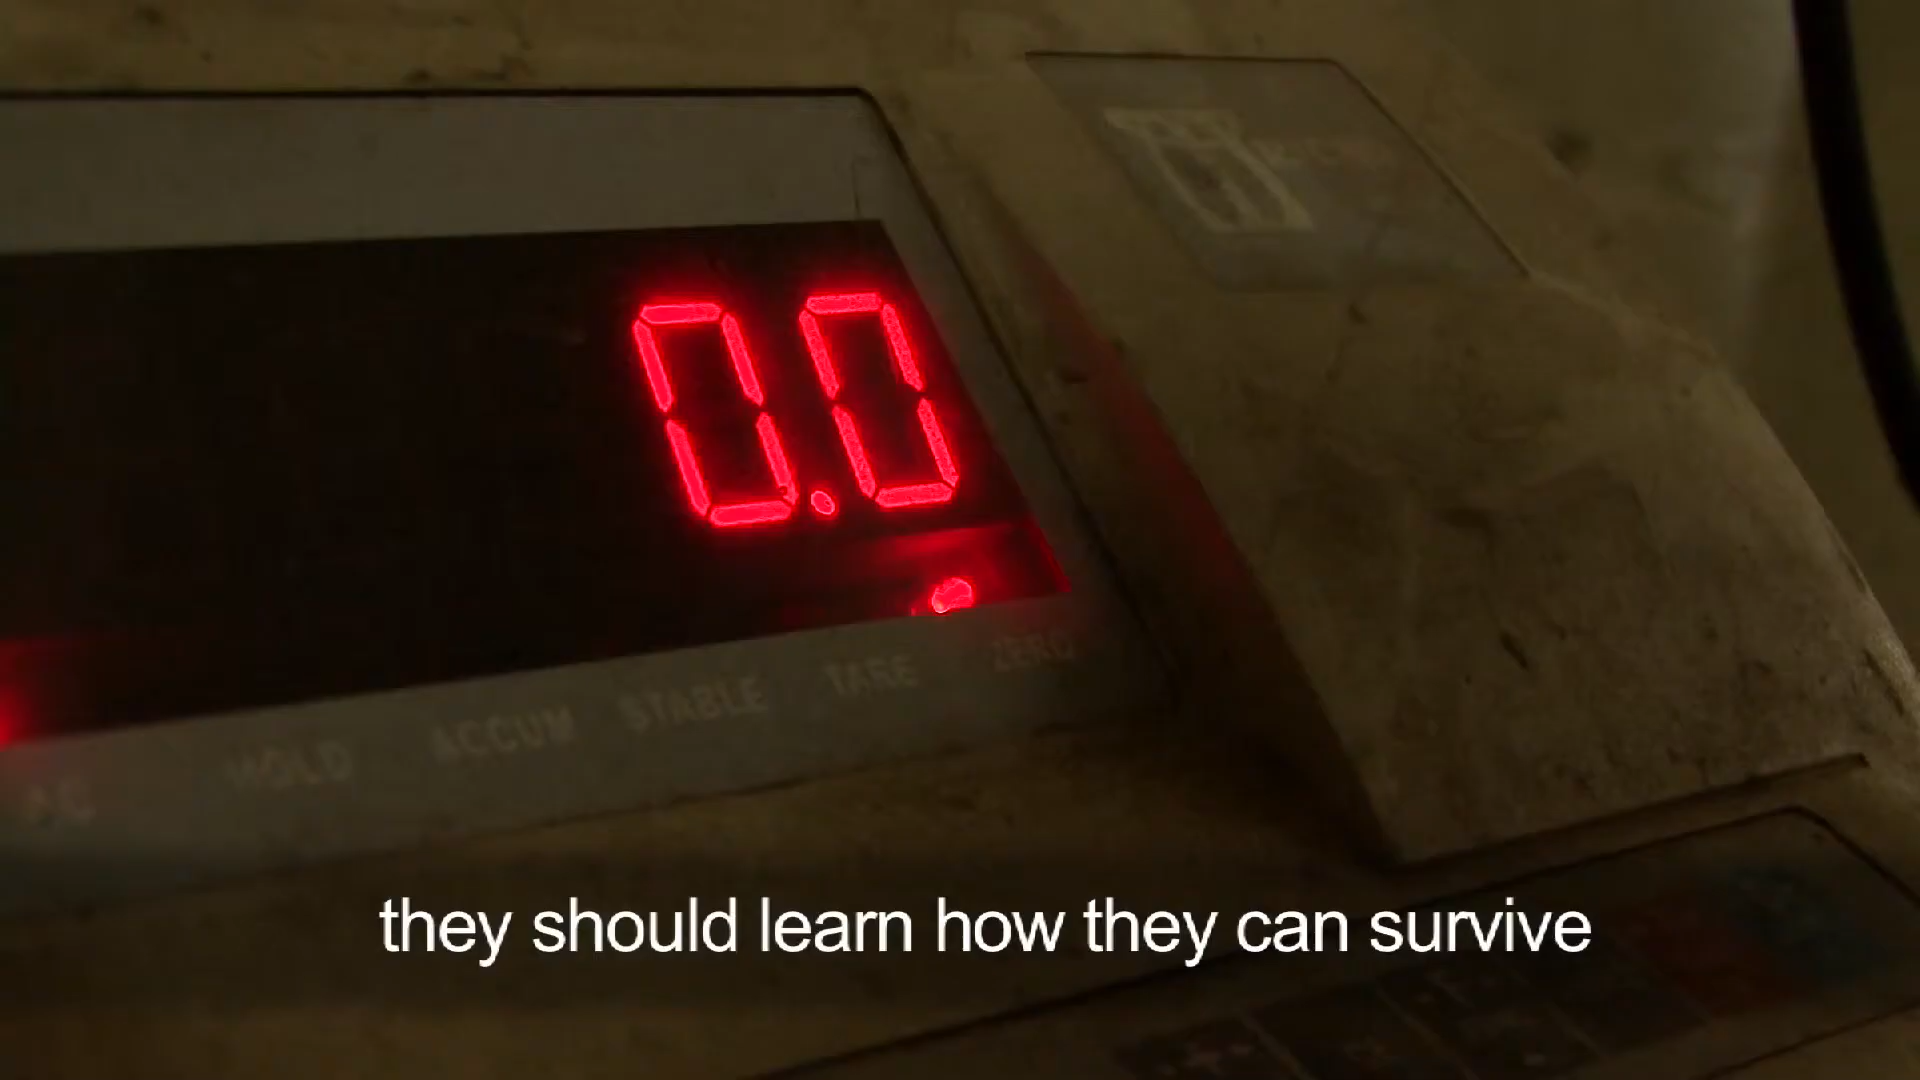 0.0
HOLD ACCUM STABLE TARE ZERO
they should learn how they can survive